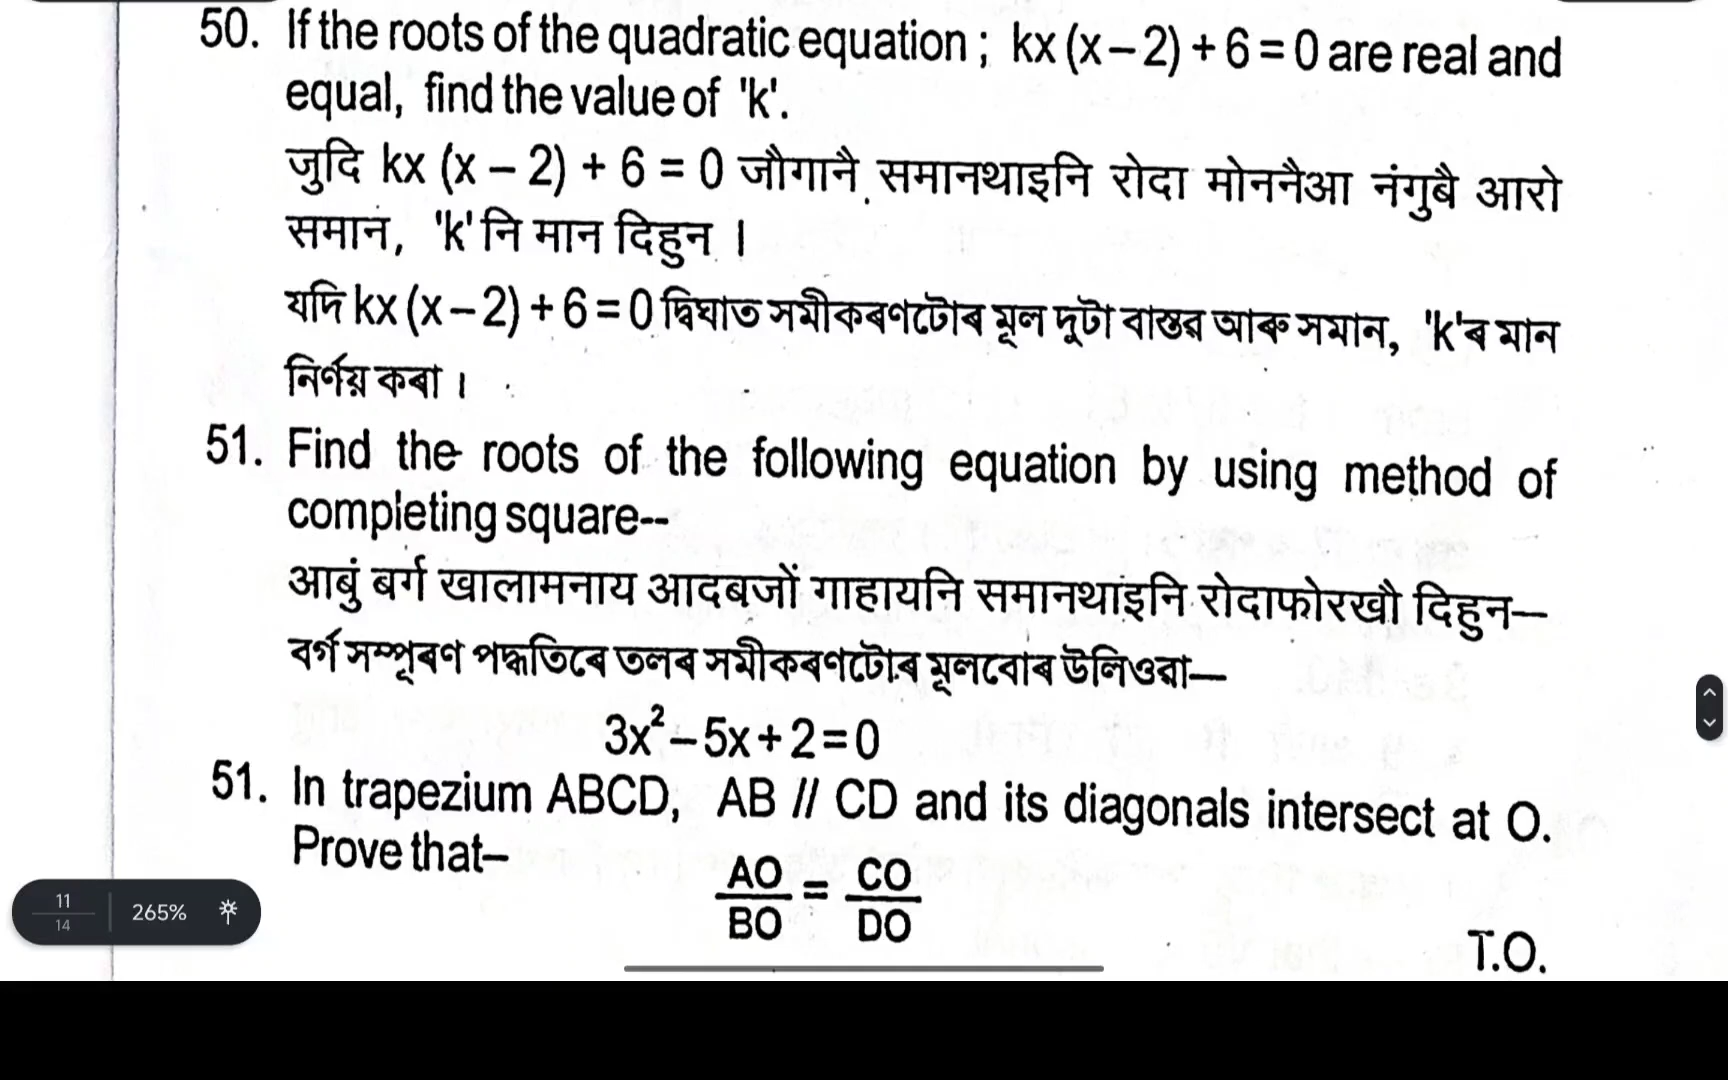 50. If the roots of the quadratic equation ; kx (x – 2) + 6 = 0 are real and
equal, find the value of 'k'.
जुदि kx (x – 2) + 6 = 0 जौगानै समानथाइनि रोदा मोननैआ नंगुबै आरो
समान, 'k' नि मान दिहुन ।
যদি kx (x – 2) + 6 = 0 দ্বিঘাত সমীকৰণটোৰ মূল দুটা বাস্তৱ আৰু সমান, 'k'ৰ মান
নিৰ্ণয় কৰা ।
51. Find the roots of the following equation by using method of
completing square--
आबुं बर्ग खालामनाय आदबजों गाहायनि समानथाइनि रोदाफोरखौ दिहुन—
বৰ্গ সম্পূৰণ পদ্ধতিৰে তলৰ সমীকৰণটোৰ মূলবোৰ উলিওৱা—
3x² – 5x + 2 = 0
51. In trapezium ABCD, AB // CD and its diagonals intersect at O.
Prove that–
AO/BO = CO/DO
T.O.
11
14
265%